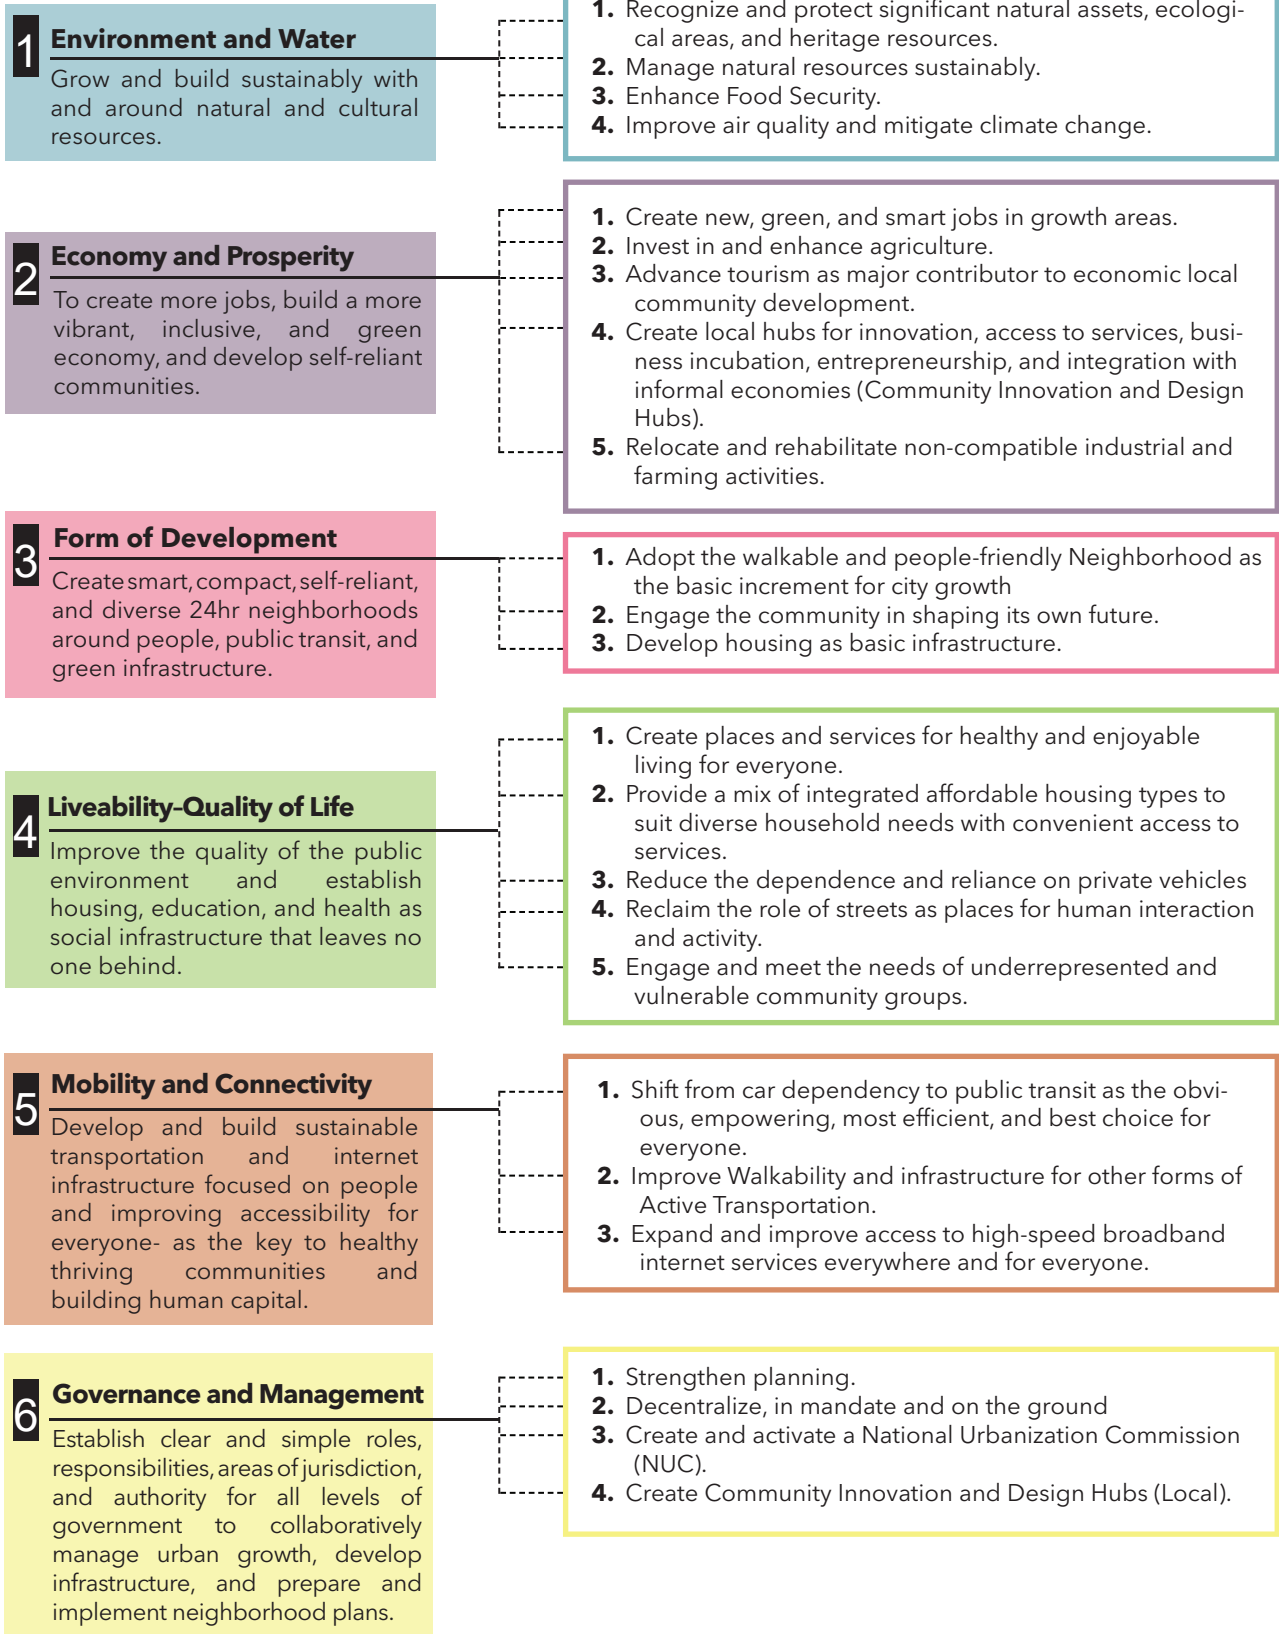 1
Environment and Water
Grow and build sustainably with
and around natural and cultural
resources.
1. Recognize and protect significant natural assets, ecologi-
cal areas, and heritage resources.
2. Manage natural resources sustainably.
3. Enhance Food Security.
4. Improve air quality and mitigate climate change.
2
Economy and Prosperity
To create more jobs, build a more
vibrant, inclusive, and green
economy, and develop self-reliant
communities.
1. Create new, green, and smart jobs in growth areas.
2. Invest in and enhance agriculture.
3. Advance tourism as major contributor to economic local
community development.
4. Create local hubs for innovation, access to services, busi-
ness incubation, entrepreneurship, and integration with
informal economies (Community Innovation and Design
Hubs).
5. Relocate and rehabilitate non-compatible industrial and
farming activities.
3
Form of Development
Create smart, compact, self-reliant,
and diverse 24hr neighborhoods
around people, public transit, and
green infrastructure.
1. Adopt the walkable and people-friendly Neighborhood as
the basic increment for city growth
2. Engage the community in shaping its own future.
3. Develop housing as basic infrastructure.
4
Liveability–Quality of Life
Improve the quality of the public
environment and establish
housing, education, and health as
social infrastructure that leaves no
one behind.
1. Create places and services for healthy and enjoyable
living for everyone.
2. Provide a mix of integrated affordable housing types to
suit diverse household needs with convenient access to
services.
3. Reduce the dependence and reliance on private vehicles
4. Reclaim the role of streets as places for human interaction
and activity.
5. Engage and meet the needs of underrepresented and
vulnerable community groups.
5
Mobility and Connectivity
Develop and build sustainable
transportation and internet
infrastructure focused on people
and improving accessibility for
everyone- as the key to healthy
thriving communities and
building human capital.
1. Shift from car dependency to public transit as the obvi-
ous, empowering, most efficient, and best choice for
everyone.
2. Improve Walkability and infrastructure for other forms of
Active Transportation.
3. Expand and improve access to high-speed broadband
internet services everywhere and for everyone.
6
Governance and Management
Establish clear and simple roles,
responsibilities, areas of jurisdiction,
and authority for all levels of
government to collaboratively
manage urban growth, develop
infrastructure, and prepare and
implement neighborhood plans.
1. Strengthen planning.
2. Decentralize, in mandate and on the ground
3. Create and activate a National Urbanization Commission
(NUC).
4. Create Community Innovation and Design Hubs (Local).